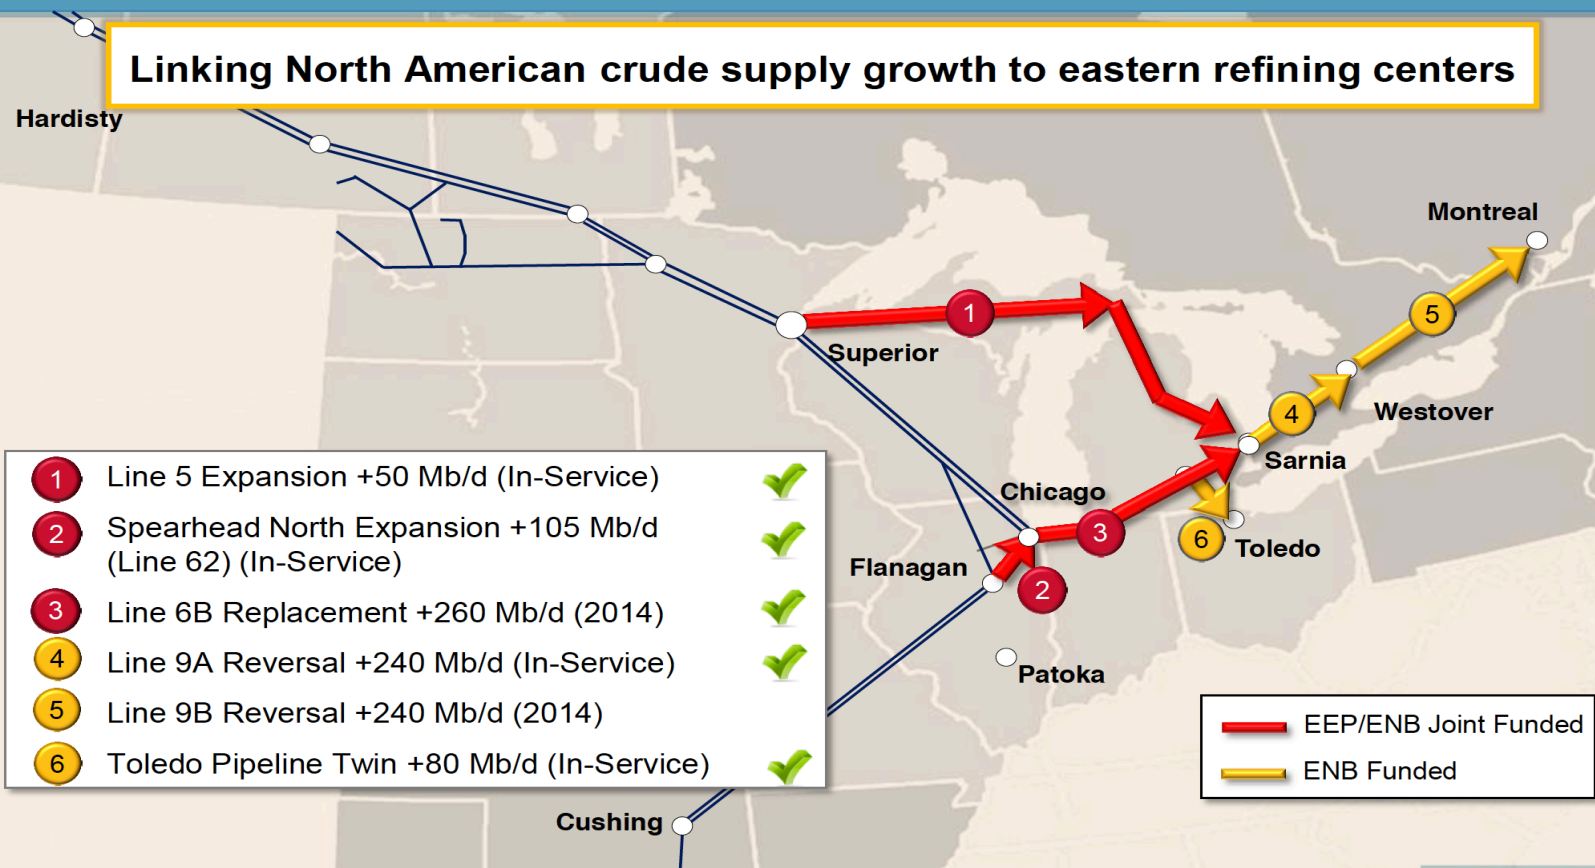 Linking North American crude supply growth to eastern refining centers
Hardisty
Montreal
5
1
Superior
4
Westover
Sarnia
Chicago
3
6
Toledo
Flanagan
2
Patoka
Cushing
1 Line 5 Expansion +50 Mb/d (In-Service)
2 Spearhead North Expansion +105 Mb/d
(Line 62) (In-Service)
3 Line 6B Replacement +260 Mb/d (2014)
4 Line 9A Reversal +240 Mb/d (In-Service)
5 Line 9B Reversal +240 Mb/d (2014)
6 Toledo Pipeline Twin +80 Mb/d (In-Service)
EEP/ENB Joint Funded
ENB Funded